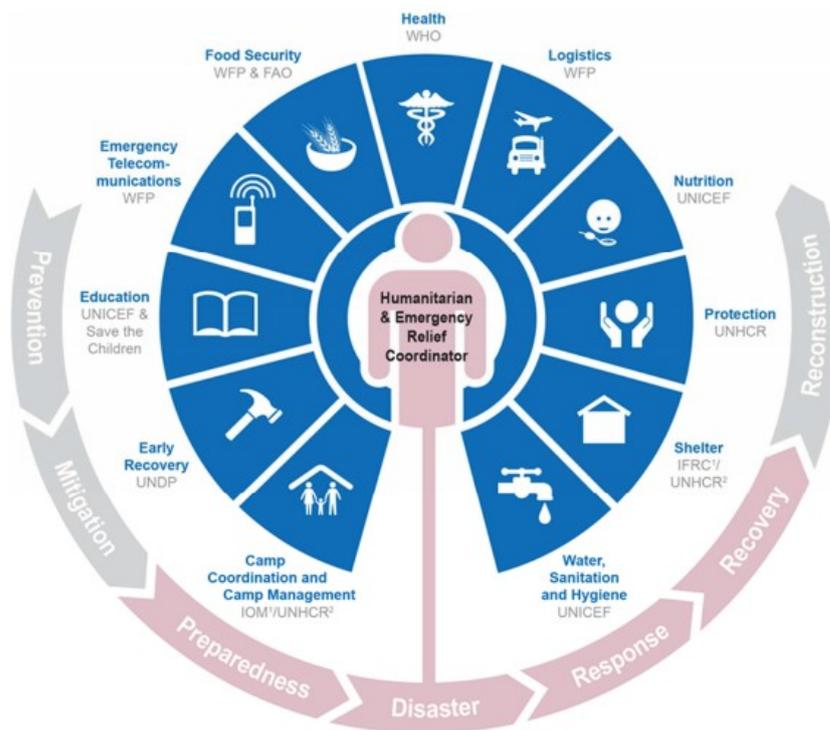 Health
WHO
Food Security
WFP & FAO
Logistics
WFP
Emergency
Telecom-
munications
WFP
Nutrition
UNICEF
Education
UNICEF &
Save the
Children
Humanitarian
& Emergency
Relief
Coordinator
Protection
UNHCR
Early
Recovery
UNDP
Shelter
IFRC¹/
UNHCR²
Camp
Coordination and
Camp Management
IOM¹/UNHCR²
Water,
Sanitation
and Hygiene
UNICEF
Prevention
Mitigation
Preparedness
Disaster
Response
Recovery
Reconstruction